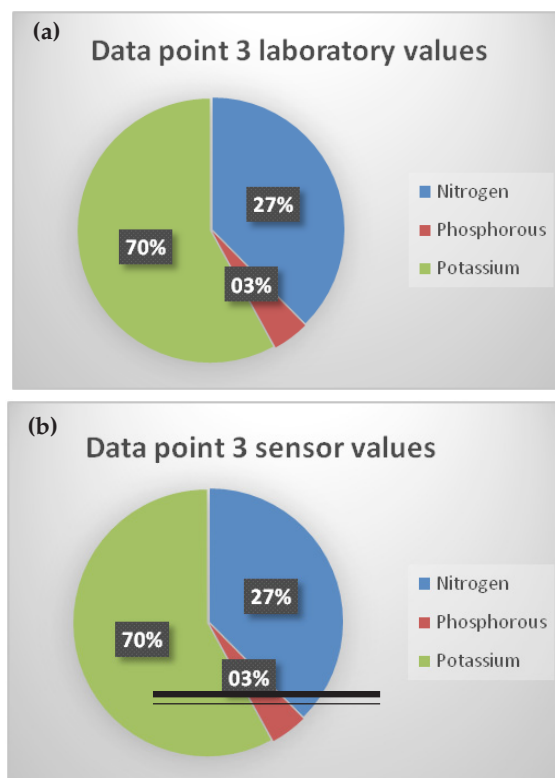 (a)
Data point 3 laboratory values
27%
70%
03%
Nitrogen
Phosphorous
Potassium
(b)
Data point 3 sensor values
27%
70%
03%
Nitrogen
Phosphorous
Potassium